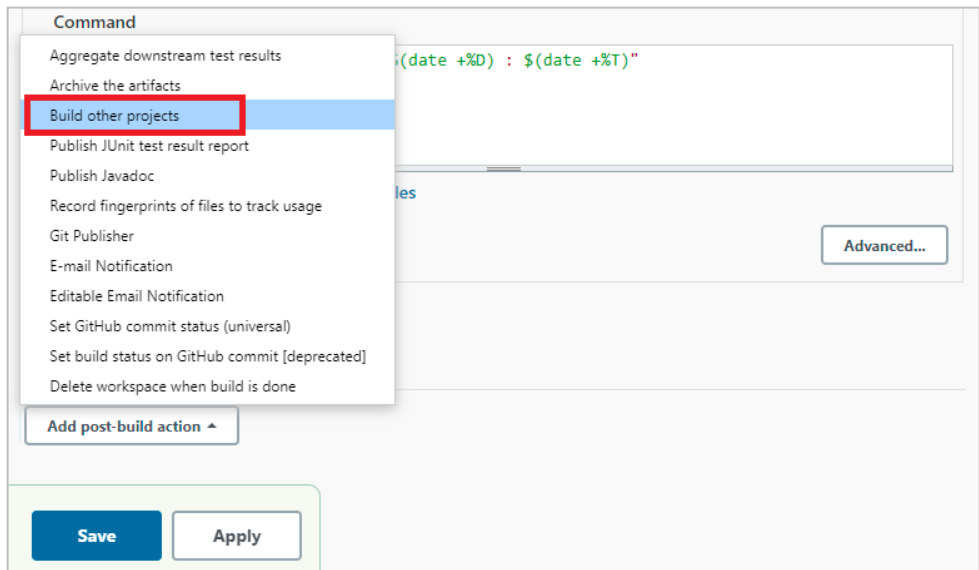 Command
Aggregate downstream test results
$(date +%D) : $(date +%T)"
Archive the artifacts
Build other projects
Publish JUnit test result report
Publish Javadoc
Record fingerprints of files to track usage
Git Publisher
E-mail Notification
Advanced...
Editable Email Notification
Set GitHub commit status (universal)
Set build status on GitHub commit [deprecated]
Delete workspace when build is done
Add post-build action
Save
Apply